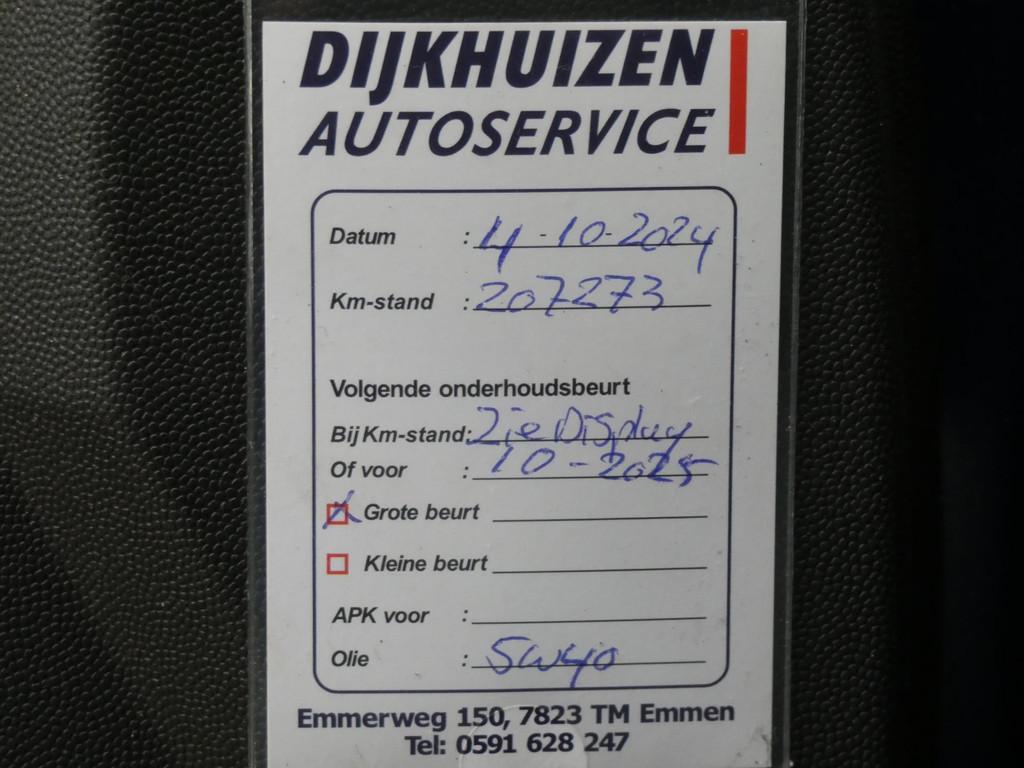 DIJKHUIZEN
AUTOSERVICE
Datum : 4-10-2024
Km-stand : 207273
Volgende onderhoudsbeurt
Bij Km-stand: Zie Display
Of voor : 10-2025
X Grote beurt
Kleine beurt
APK voor :
Olie : 5w40
Emmerweg 150, 7823 TM Emmen
Tel: 0591 628 247